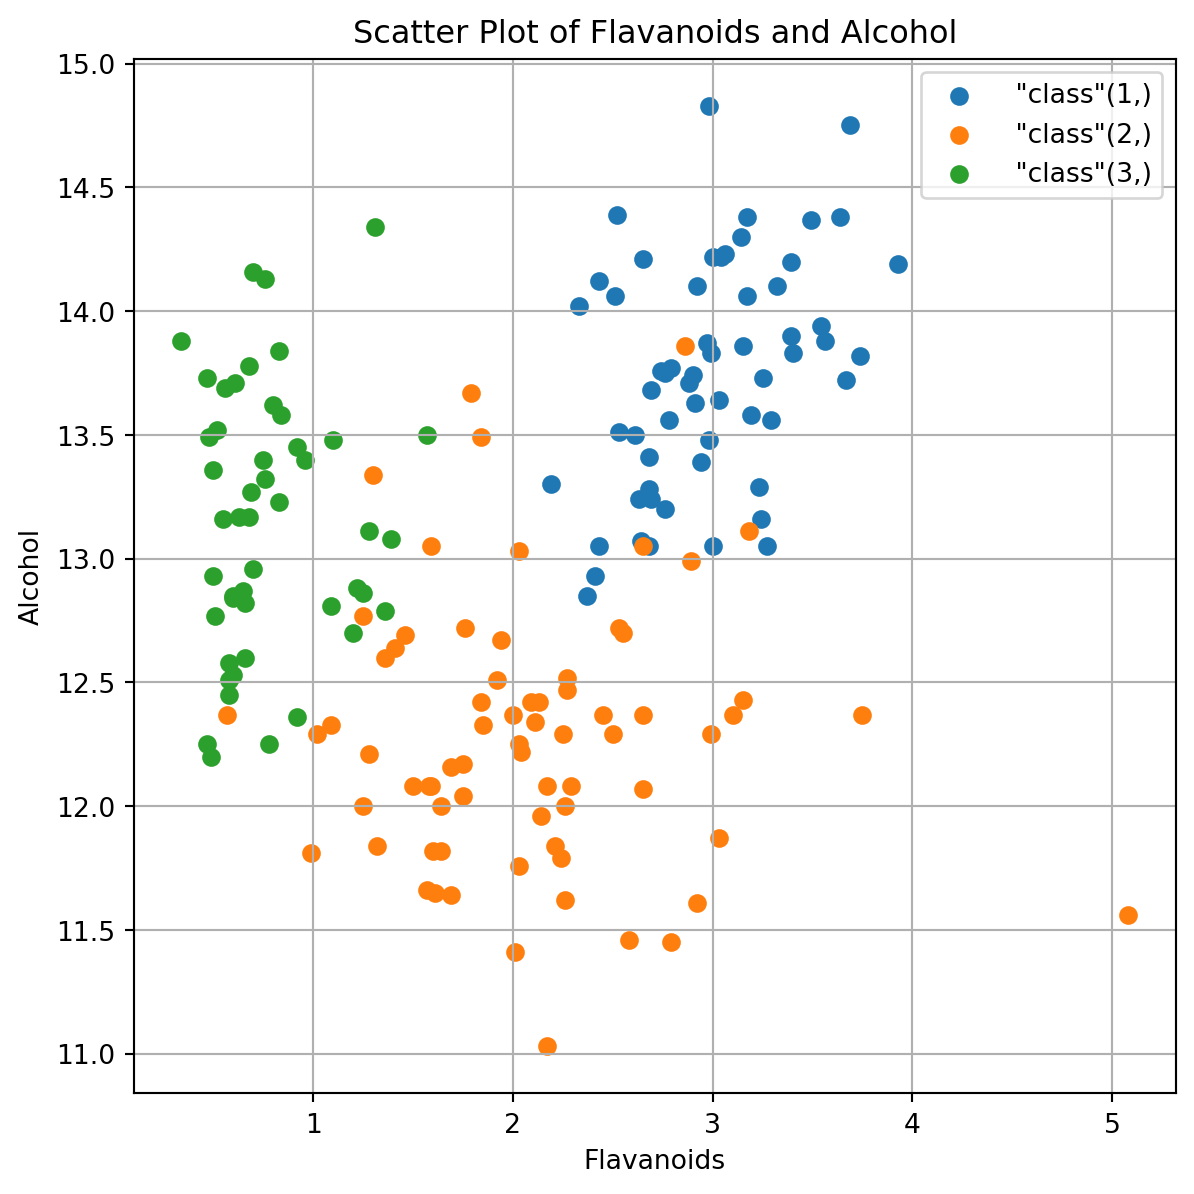 Scatter Plot of Flavanoids and Alcohol
15.0
14.5
14.0
13.5
13.0
12.5
12.0
11.5
11.0
Alcohol
"class"(1,)
"class"(2,)
"class"(3,)
1 2 3 4 5
Flavanoids